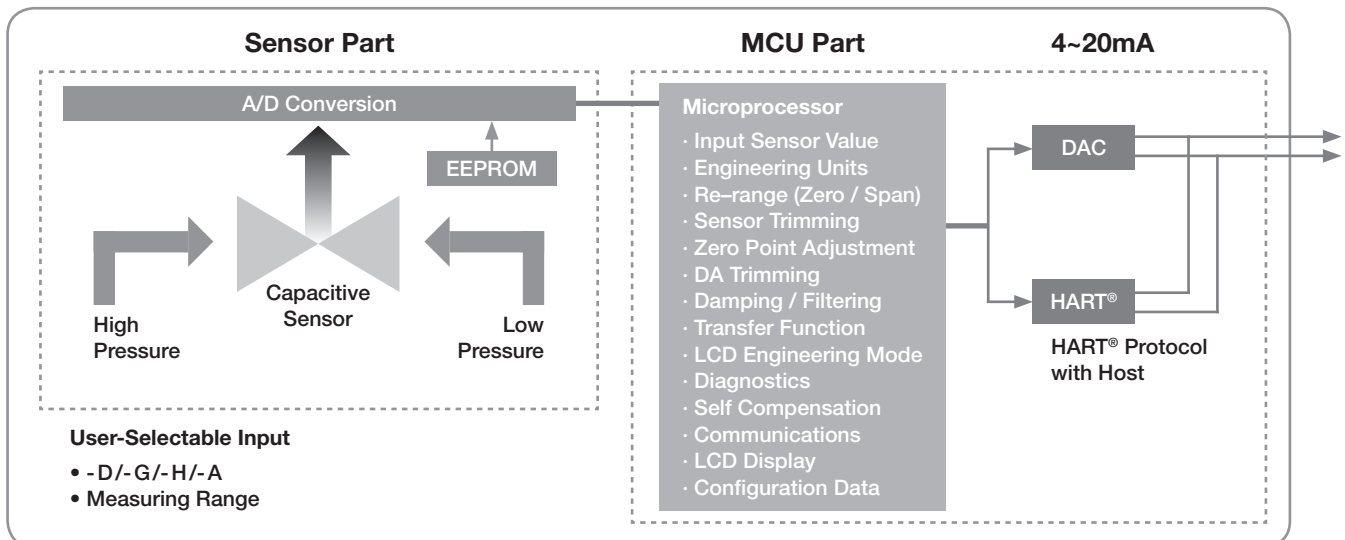 Sensor Part
MCU Part
4~20mA
A/D Conversion
EEPROM
Capacitive
Sensor
High
Pressure
Low
Pressure
User-Selectable Input
• -D/-G/-H/-A
• Measuring Range
Microprocessor
· Input Sensor Value
· Engineering Units
· Re–range (Zero / Span)
· Sensor Trimming
· Zero Point Adjustment
· DA Trimming
· Damping / Filtering
· Transfer Function
· LCD Engineering Mode
· Diagnostics
· Self Compensation
· Communications
· LCD Display
· Configuration Data
DAC
HART®
HART® Protocol
with Host